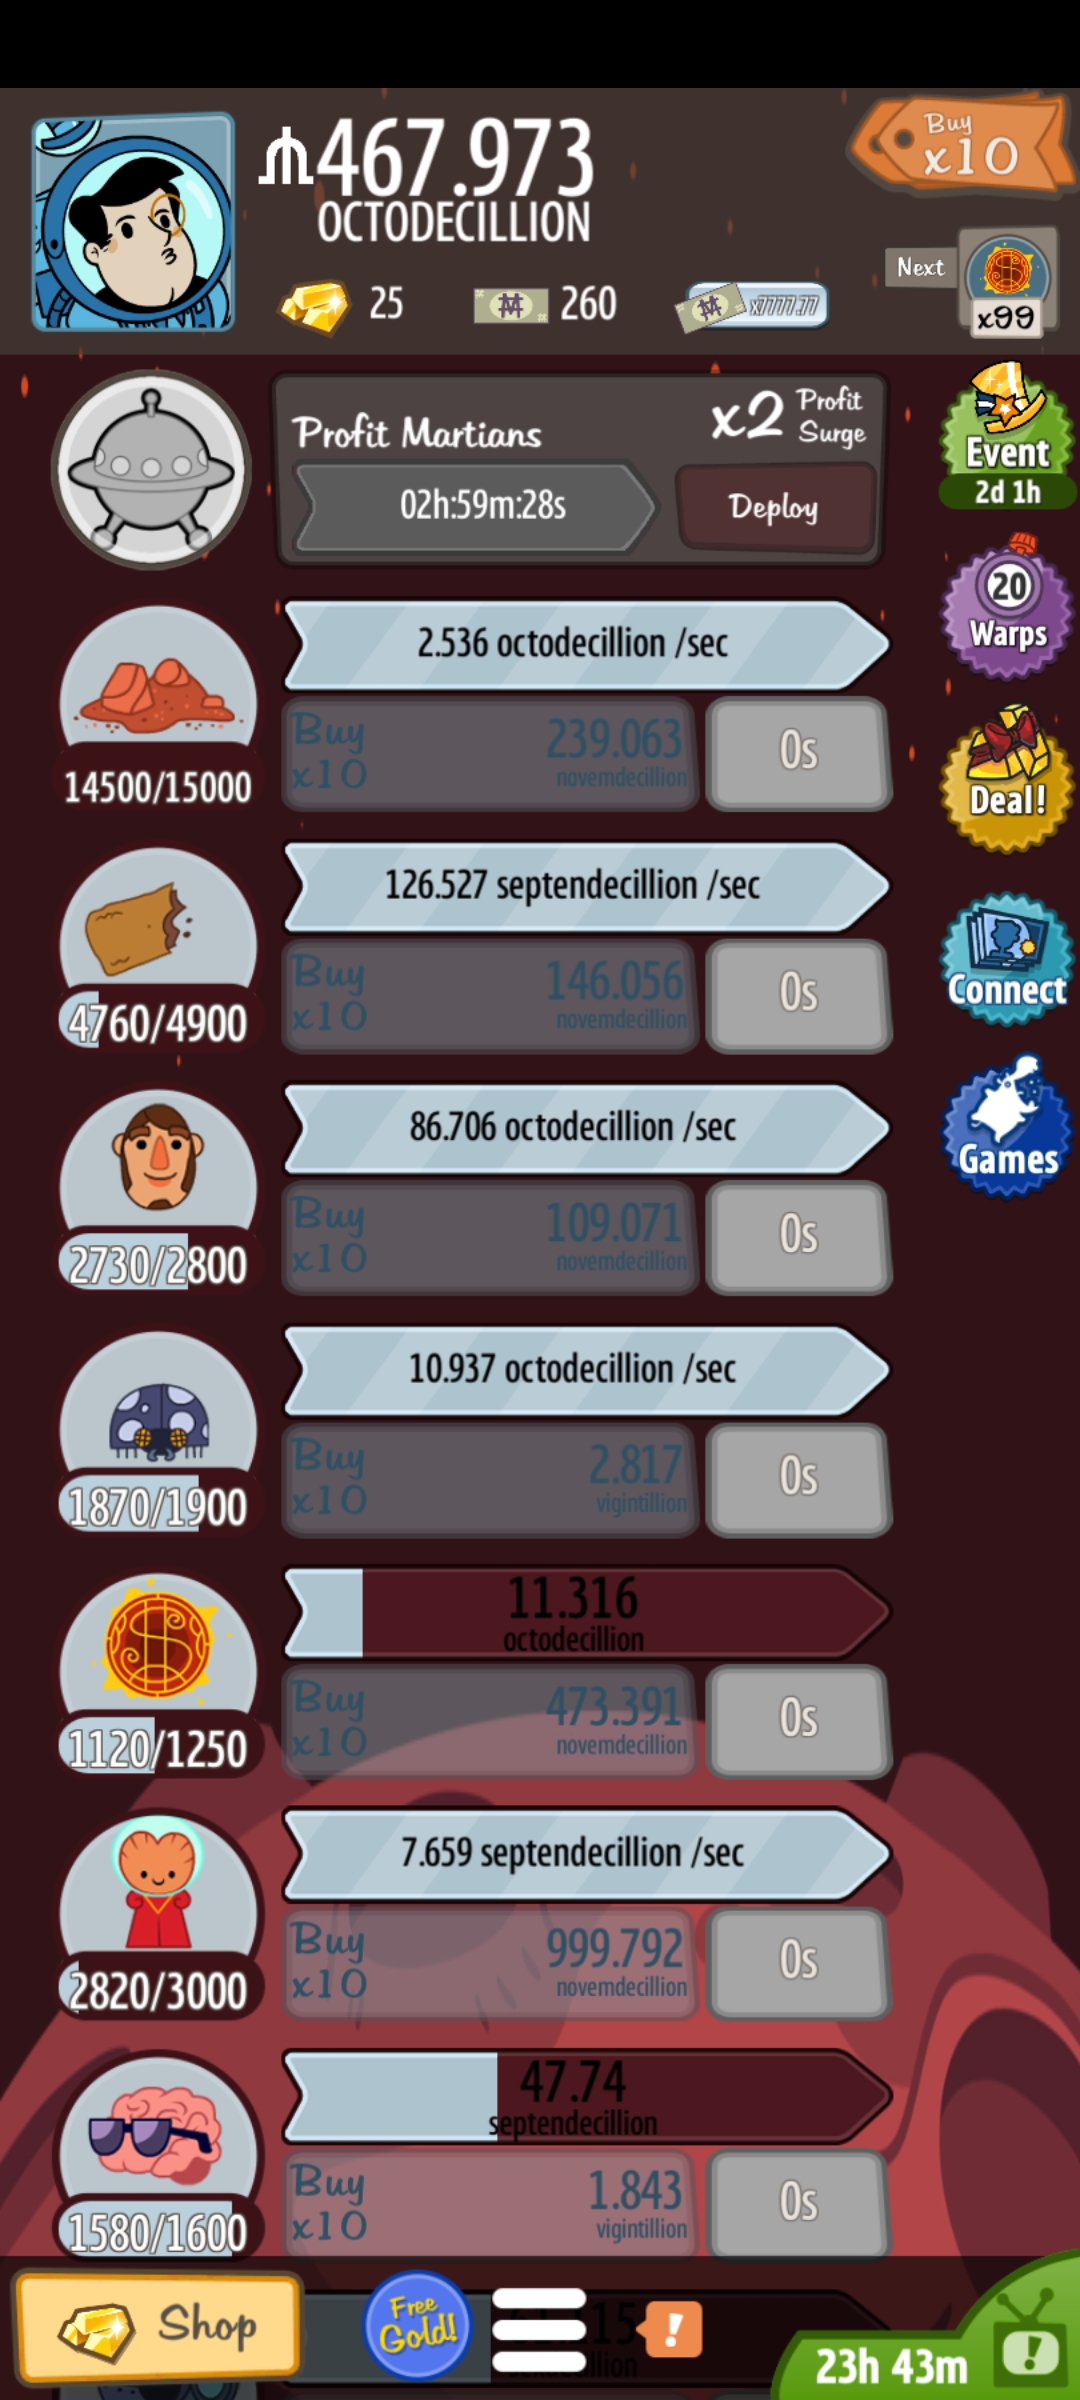 467.973
OCTODECILLION
Buy
x10
25
260
x7777.77
Next
x99
Profit Martians
x2 Profit
Surge
02h:59m:28s
Deploy
Event
2d 1h
20
Warps
Deal!
Connect
Games
2.536 octodecillion /sec
Buy
x10
239.063
novemdecillion
0s
14500/15000
126.527 septendecillion /sec
Buy
x10
146.056
novemdecillion
0s
4760/4900
86.706 octodecillion /sec
Buy
x10
109.071
novemdecillion
0s
2730/2800
10.937 octodecillion /sec
Buy
x10
2.817
vigintillion
0s
1870/1900
11.316
octodecillion
Buy
x10
473.391
novemdecillion
0s
1120/1250
7.659 septendecillion /sec
Buy
x10
999.792
novemdecillion
0s
2820/3000
47.74
septendecillion
Buy
x10
1.843
vigintillion
0s
1580/1600
Shop
Free
Gold!
!
23h 43m
!